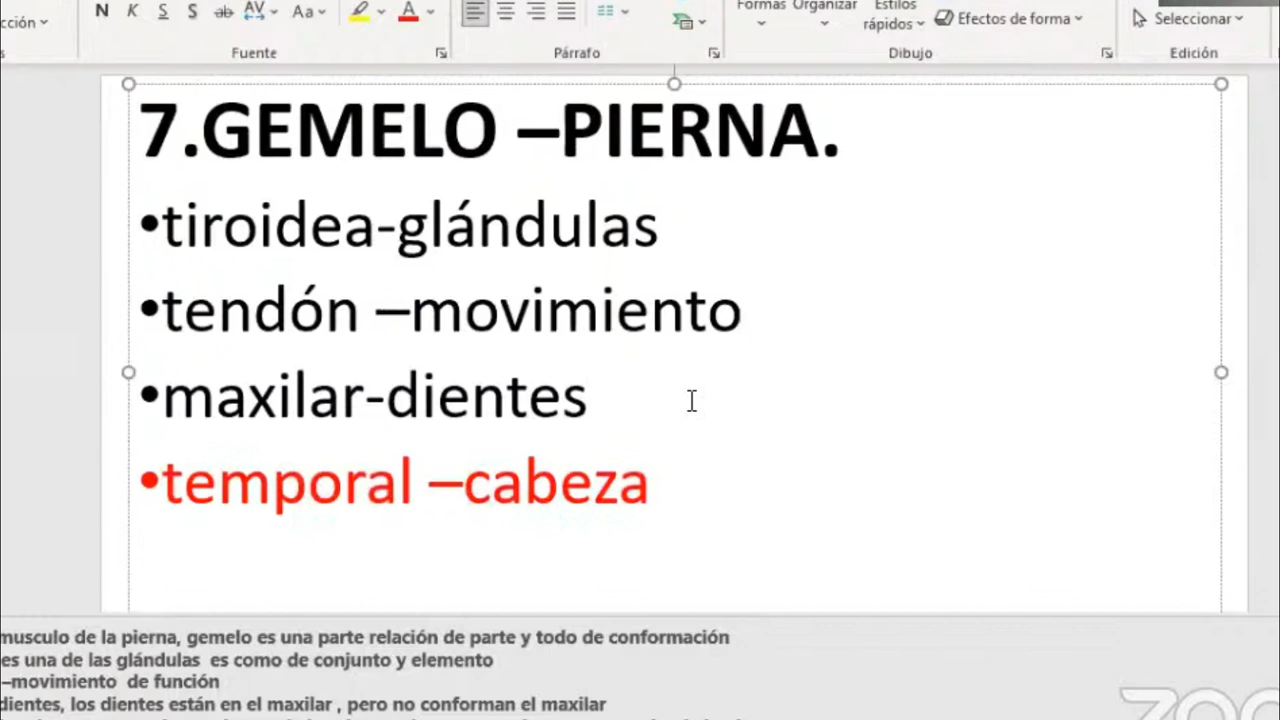 cción
N K S S ab AV Aa A
Formas Organizar Estilos
rápidos
Efectos de forma
Seleccionar
Fuente Párrafo Dibujo Edición
7.GEMELO –PIERNA.
•tiroidea-glándulas
•tendón –movimiento
•maxilar-dientes
•temporal –cabeza
musculo de la pierna, gemelo es una parte relación de parte y todo de conformación
es una de las glándulas es como de conjunto y elemento
–movimiento de función
dientes, los dientes están en el maxilar , pero no conforman el maxilar